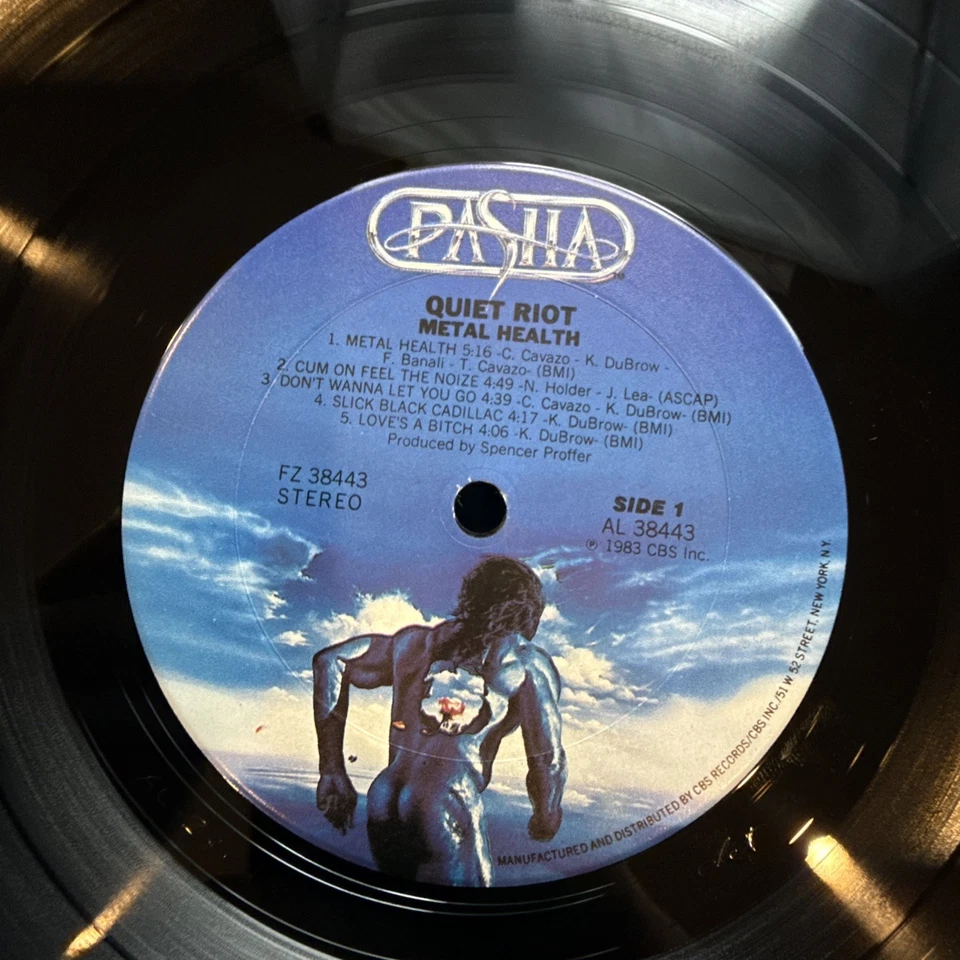 PASHA
QUIET RIOT
METAL HEALTH
1. METAL HEALTH 5:16 -C. Cavazo - K. DuBrow -
F. Banali - T. Cavazo- (BMI)
2. CUM ON FEEL THE NOIZE 4:49 -N. Holder - J. Lea- (ASCAP)
3. DON'T WANNA LET YOU GO 4:39 -C. Cavazo - K. DuBrow- (BMI)
4. SLICK BLACK CADILLAC 4:17 -K. DuBrow- (BMI)
5. LOVE'S A BITCH 4:06 -K. DuBrow- (BMI)
Produced by Spencer Proffer
FZ 38443
STEREO
SIDE 1
AL 38443
℗ 1983 CBS Inc.
MANUFACTURED AND DISTRIBUTED BY CBS RECORDS/CBS INC./51 W. 52 STREET, NEW YORK, N.Y.